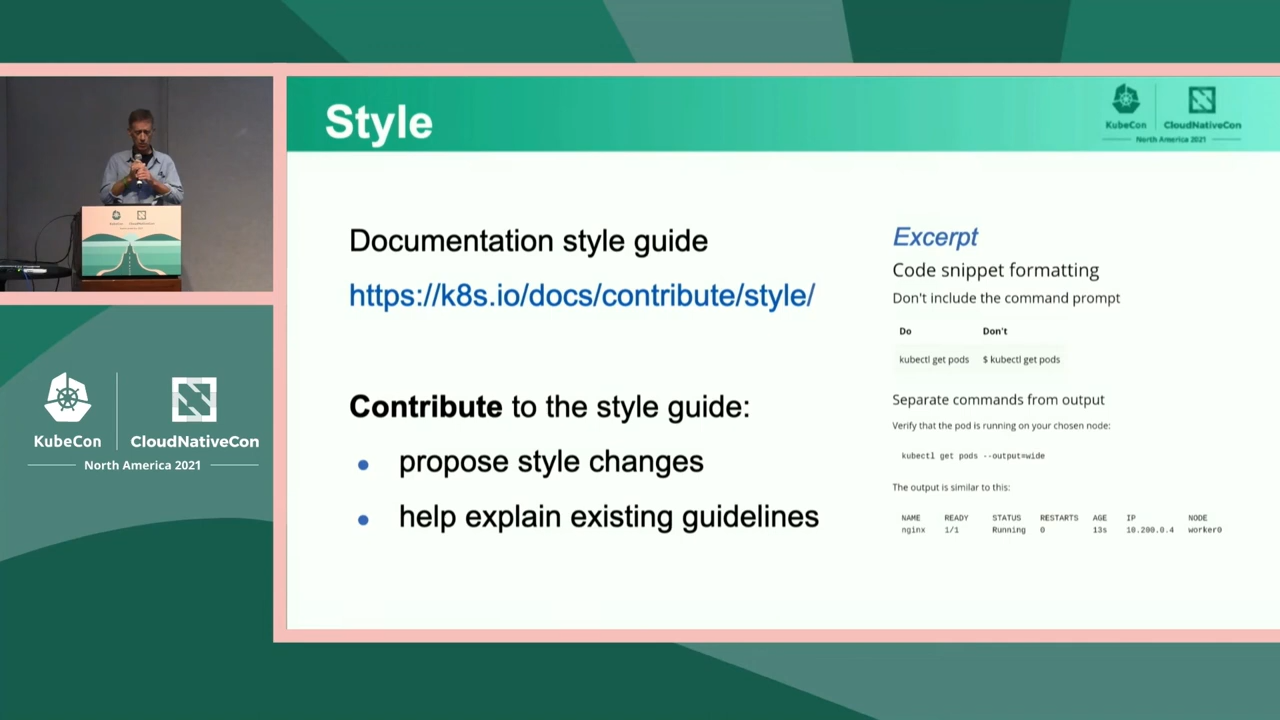 Style
KubeCon
CloudNativeCon
North America 2021
Documentation style guide
https://k8s.io/docs/contribute/style/
Contribute to the style guide:
propose style changes
help explain existing guidelines
Excerpt
Code snippet formatting
Don't include the command prompt
Do Don't
kubectl get pods $ kubectl get pods
Separate commands from output
Verify that the pod is running on your chosen node:
kubectl get pods --output=wide
The output is similar to this:
NAME READY STATUS RESTARTS AGE IP NODE
nginx 1/1 Running 0 13s 10.200.0.4 worker0
KubeCon
CloudNativeCon
North America 2021